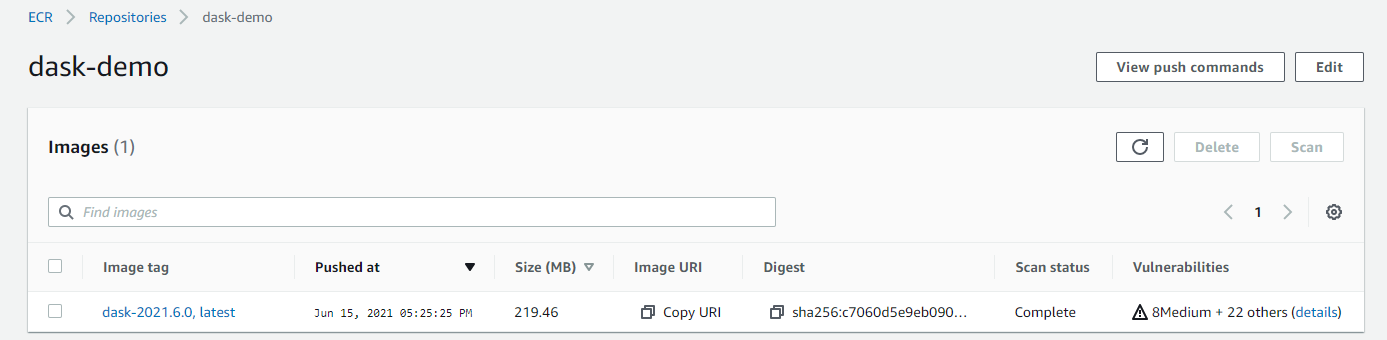 ECR Repositories dask-demo
dask-demo
View push commands Edit
Images (1)
Delete Scan
Find images
1
Image tag Pushed at Size (MB) Image URI Digest Scan status Vulnerabilities
dask-2021.6.0, latest Jun 15, 2021 05:25:25 PM 219.46 Copy URI sha256:c7060d5e9eb090... Complete 8Medium + 22 others (details)